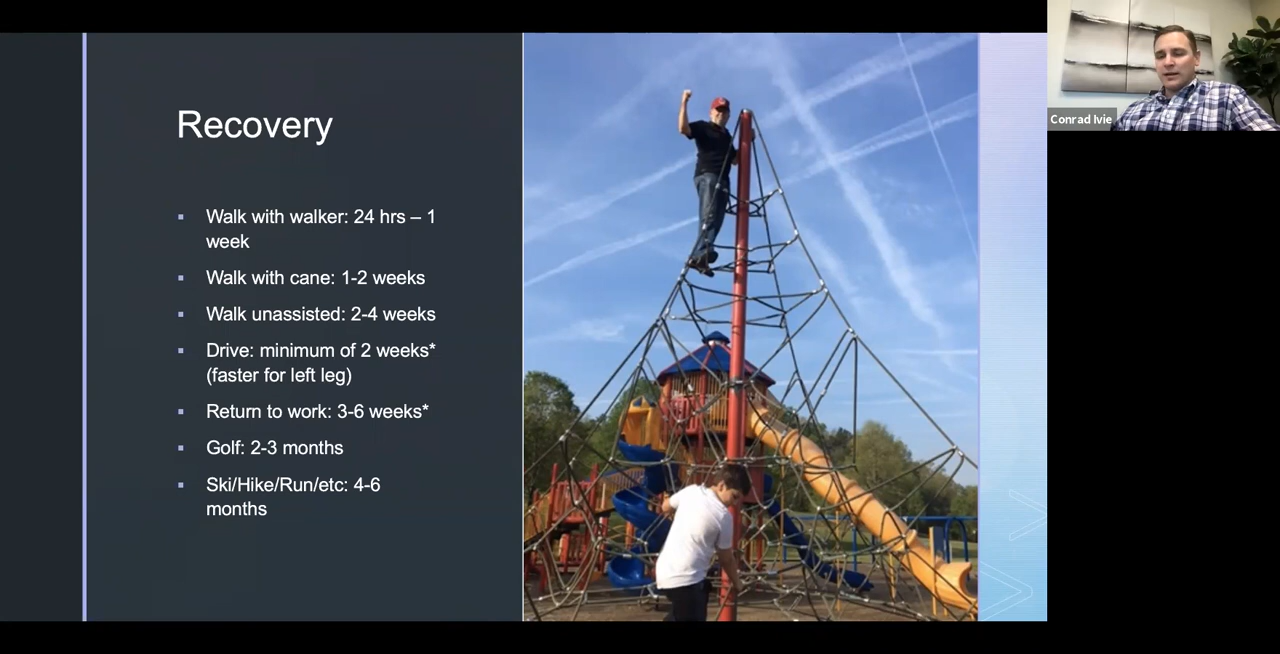 Recovery
▪ Walk with walker: 24 hrs – 1
week
▪ Walk with cane: 1-2 weeks
▪ Walk unassisted: 2-4 weeks
▪ Drive: minimum of 2 weeks*
(faster for left leg)
▪ Return to work: 3-6 weeks*
▪ Golf: 2-3 months
▪ Ski/Hike/Run/etc: 4-6
months
Conrad Ivie